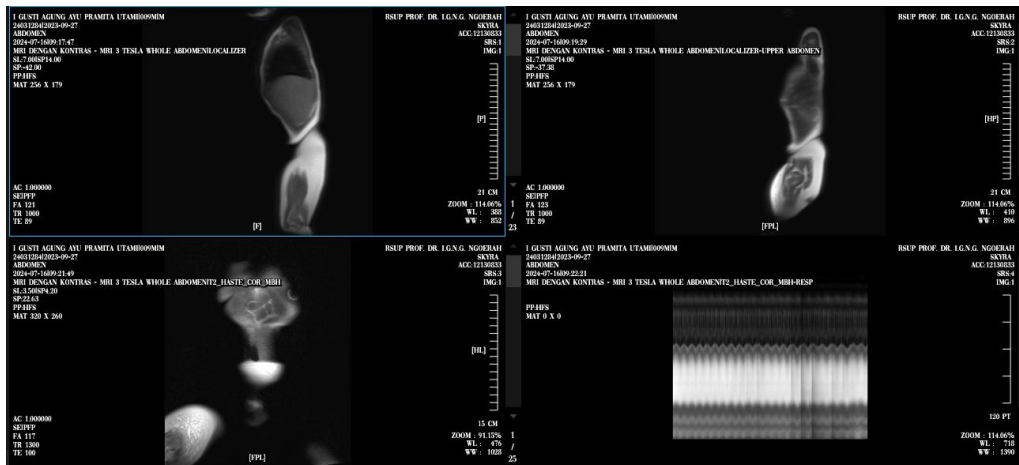 I GUSTI AGUNG AYU PRAMITA UTAMI|009M|M
24031284|2023-09-27
ABDOMEN
2024-07-16|09:17:47
MRI DENGAN KONTRAS - MRI 3 TESLA WHOLE ABDOMEN|LOCALIZER
SL:7.00|SP14.00
SP:-42.00
PP:HFS
MAT 256 X 179
RSUP PROF. DR. I.G.N.G. NGOERAH
SKYRA
ACC:12130833
SRS:1
IMG:1
[P]
AC 1.000000
SE|PFP
FA 121
TR 1000
TE 89
[F]
21 CM
ZOOM : 114.06%
WL : 388
WW : 852
1
/
23
I GUSTI AGUNG AYU PRAMITA UTAMI|009M|M
24031284|2023-09-27
ABDOMEN
2024-07-16|09:19:29
MRI DENGAN KONTRAS - MRI 3 TESLA WHOLE ABDOMEN|LOCALIZER-UPPER ABDOMEN
SL:7.00|SP14.00
SP:-37.38
PP:HFS
MAT 256 X 179
RSUP PROF. DR. I.G.N.G. NGOERAH
SKYRA
ACC:12130833
SRS:2
IMG:1
[HP]
AC 1.000000
SE|PFP
FA 123
TR 1000
TE 89
[FPL]
21 CM
ZOOM : 114.06%
WL : 410
WW : 896
I GUSTI AGUNG AYU PRAMITA UTAMI|009M|M
24031284|2023-09-27
ABDOMEN
2024-07-16|09:21:49
MRI DENGAN KONTRAS - MRI 3 TESLA WHOLE ABDOMEN|T2_HASTE_COR_MBH
SL:3.50|SP4.20
SP:22.63
PP:HFS
MAT 320 X 260
RSUP PROF. DR. I.G.N.G. NGOERAH
SKYRA
ACC:12130833
SRS:3
IMG:1
[HL]
AC 1.000000
SE|PFP
FA 117
TR 1300
TE 100
[FPL]
15 CM
ZOOM : 91.15%
WL : 476
WW : 1028
1
/
25
I GUSTI AGUNG AYU PRAMITA UTAMI|009M|M
24031284|2023-09-27
ABDOMEN
2024-07-16|09:22:21
MRI DENGAN KONTRAS - MRI 3 TESLA WHOLE ABDOMEN|T2_HASTE_COR_MBH-RESP
PP:HFS
MAT 0 X 0
RSUP PROF. DR. I.G.N.G. NGOERAH
SKYRA
ACC:12130833
SRS:4
IMG:1
120 PT
ZOOM : 114.06%
WL : 718
WW : 1390